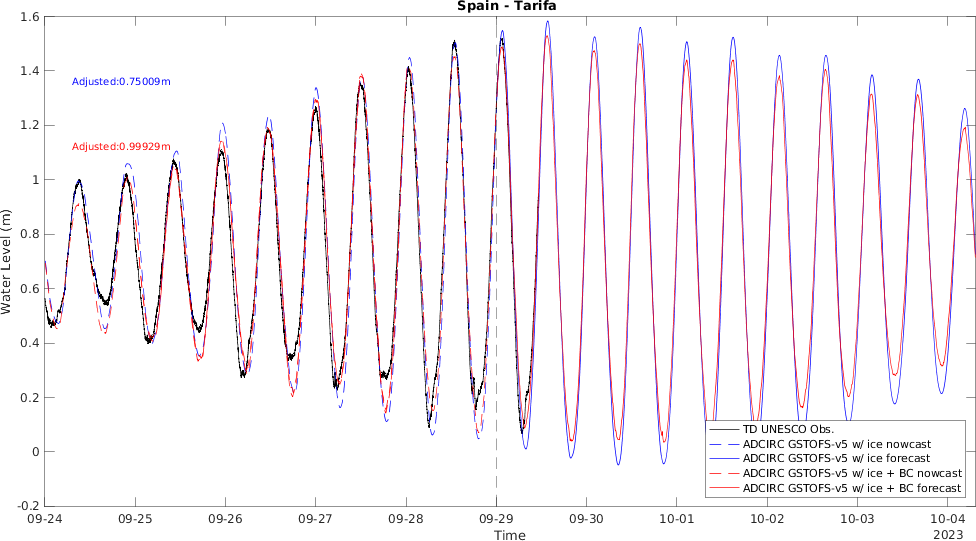 Spain - Tarifa
1.6
1.4
1.2
1
0.8
0.6
0.4
0.2
0
-0.2
Water Level (m)
Adjusted:0.75009m
Adjusted:0.99929m
TD UNESCO Obs.
ADCIRC GSTOFS-v5 w/ ice nowcast
ADCIRC GSTOFS-v5 w/ ice forecast
ADCIRC GSTOFS-v5 w/ ice + BC nowcast
ADCIRC GSTOFS-v5 w/ ice + BC forecast
09-24 09-25 09-26 09-27 09-28 09-29 09-30 10-01 10-02 10-03 10-04
2023
Time